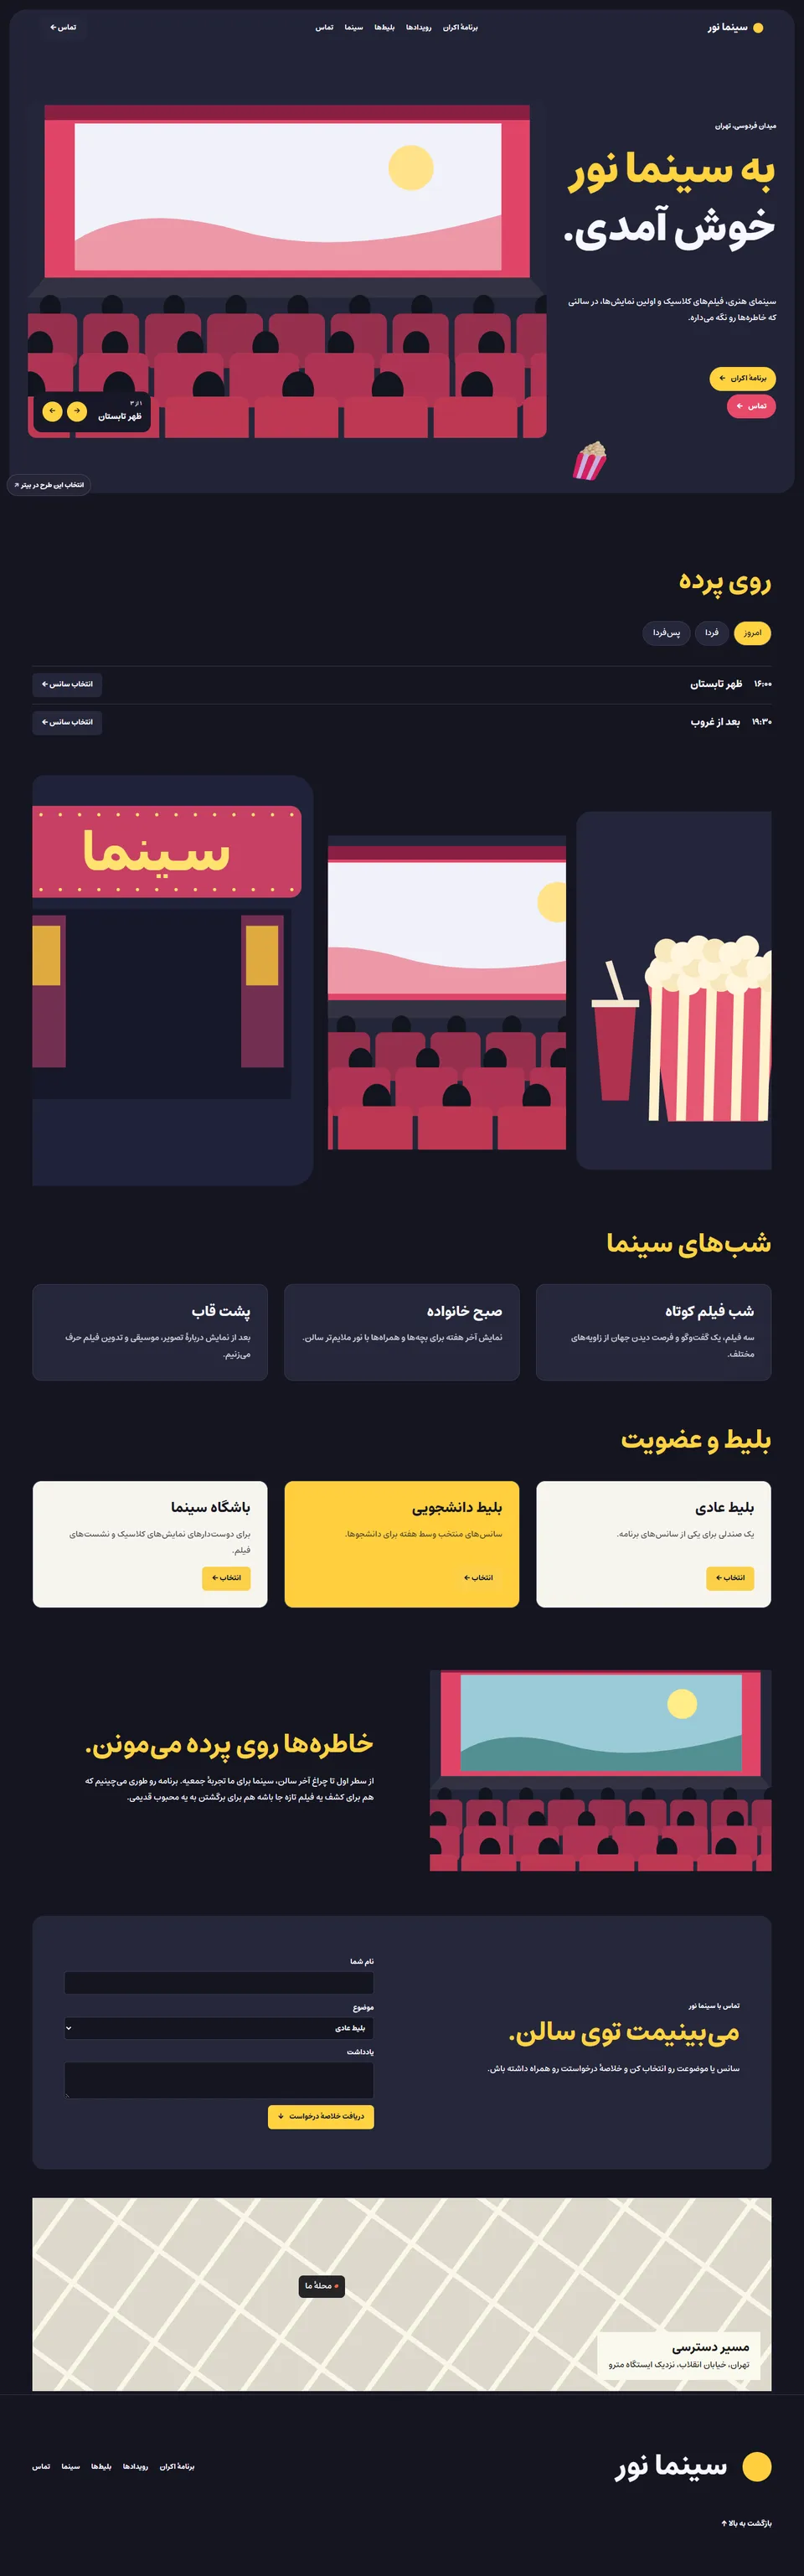 سینما نور
برنامهٔ اکران
رویدادها
بلیط‌ها
سینما
تماس
تماس ←
میدان فردوسی، تهران
به سینما نور
خوش آمدی.
سینمای هنری، فیلم‌های کلاسیک و اولین نمایش‌ها، در سالنی
که خاطره‌ها رو نگه می‌داره.
برنامهٔ اکران ←
تماس ←
۱ از ۳
ظهر تابستان
→
←
انتخاب این طرح در بیتر ↗
روی پرده
امروز
فردا
پس‌فردا
۱۶:۰۰ ظهر تابستان
انتخاب سانس ←
۱۹:۳۰ بعد از غروب
انتخاب سانس ←
سینما
شب‌های سینما
شب فیلم کوتاه
سه فیلم، یک گفت‌وگو و فرصت دیدن جهان از زاویه‌های
مختلف.
صبح خانواده
نمایش آخر هفته برای بچه‌ها و همراه‌ها با نور ملایم‌تر سالن.
پشت قاب
بعد از نمایش دربارهٔ تصویر، موسیقی و تدوین فیلم حرف
می‌زنیم.
بلیط و عضویت
بلیط عادی
یک صندلی برای یکی از سانس‌های برنامه.
انتخاب ←
بلیط دانشجویی
سانس‌های منتخب وسط هفته برای دانشجوها.
انتخاب ←
باشگاه سینما
برای دوست‌دارهای نمایش‌های کلاسیک و نشست‌های
فیلم.
انتخاب ←
خاطره‌ها روی پرده می‌مونن.
از سطر اول تا چراغ آخر سالن، سینما برای ما تجربهٔ جمعیه. برنامه رو طوری می‌چینیم که
هم برای کشف یه فیلم تازه جا باشه هم برای برگشتن به یه محبوب قدیمی.
تماس با سینما نور
می‌بینیمت توی سالن.
سانس یا موضوعت رو انتخاب کن و خلاصهٔ درخواستت رو همراه داشته باش.
نام شما
موضوع
بلیط عادی
یادداشت
دریافت خلاصهٔ درخواست ↓
محلهٔ ما
مسیر دسترسی
تهران، خیابان انقلاب، نزدیک ایستگاه مترو
سینما نور
برنامهٔ اکران
رویدادها
بلیط‌ها
سینما
تماس
بازگشت به بالا ↑